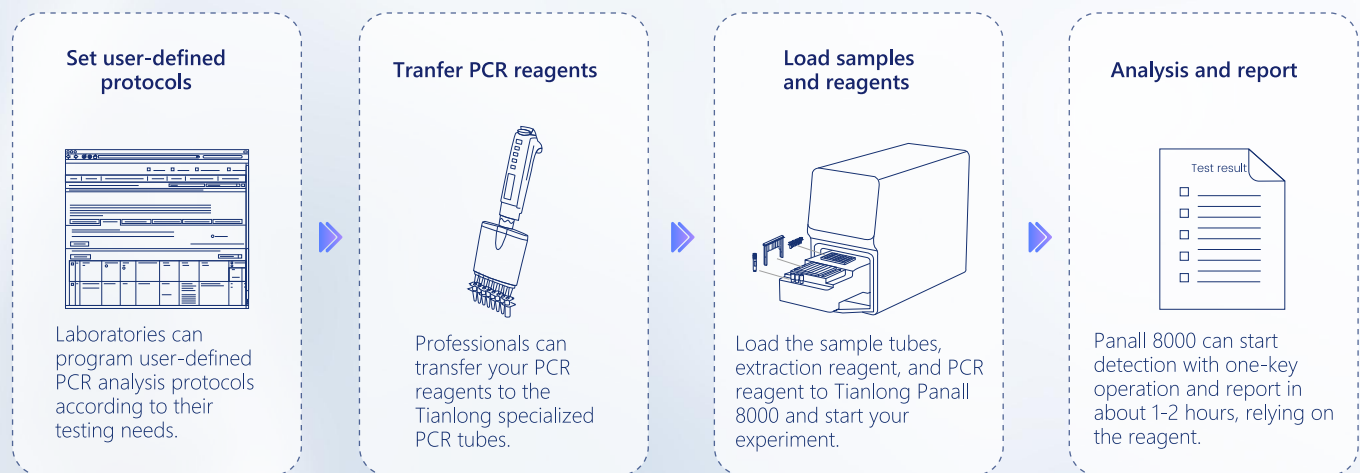 Set user-defined
protocols
Laboratories can
program user-defined
PCR analysis protocols
according to their
testing needs.
Tranfer PCR reagents
Professionals can
transfer your PCR
reagents to the
Tianlong specialized
PCR tubes.
Load samples
and reagents
Load the sample tubes,
extraction reagent, and PCR
reagent to Tianlong Panall
8000 and start your
experiment.
Analysis and report
Test result
Panall 8000 can start
detection with one-key
operation and report in
about 1-2 hours, relying on
the reagent.